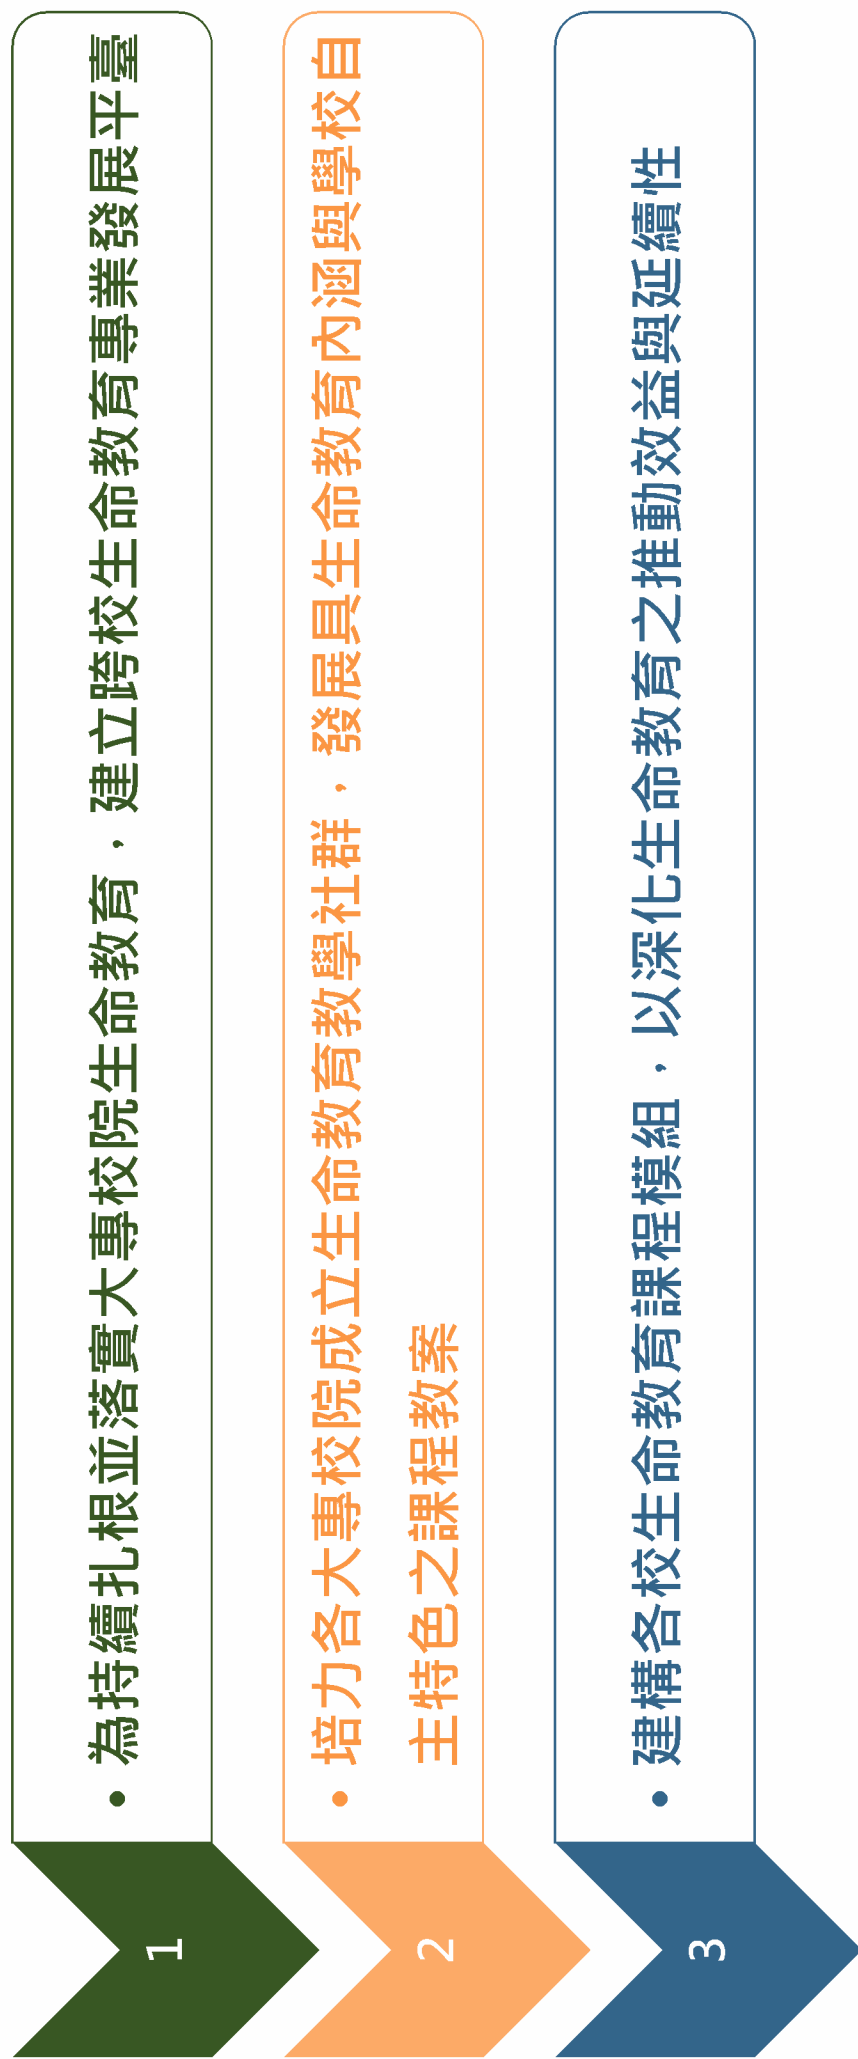 1
• 為持續扎根並落實大專校院生命教育，建立跨校生命教育專業發展平臺
2
• 培力各大專校院成立生命教育教學社群，發展具生命教育內涵與學校自
主特色之課程教案
3
• 建構各校生命教育課程模組，以深化生命教育之推動效益與延續性